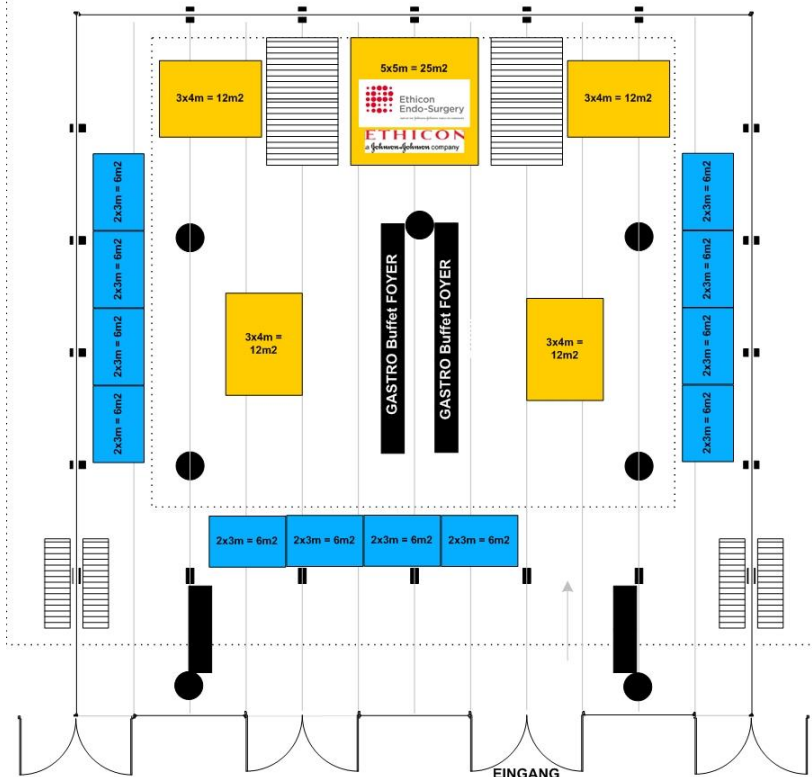 5x5m = 25m2
3x4m = 12m2
3x4m = 12m2
Ethicon
Endo-Surgery
ETHICON
a Johnson&Johnson company
2x3m = 6m2
2x3m = 6m2
2x3m = 6m2
2x3m = 6m2
2x3m = 6m2
2x3m = 6m2
2x3m = 6m2
2x3m = 6m2
GASTRO Buffet FOYER
GASTRO Buffet FOYER
3x4m =
12m2
3x4m =
12m2
2x3m = 6m2
2x3m = 6m2
2x3m = 6m2
2x3m = 6m2
EINGANG